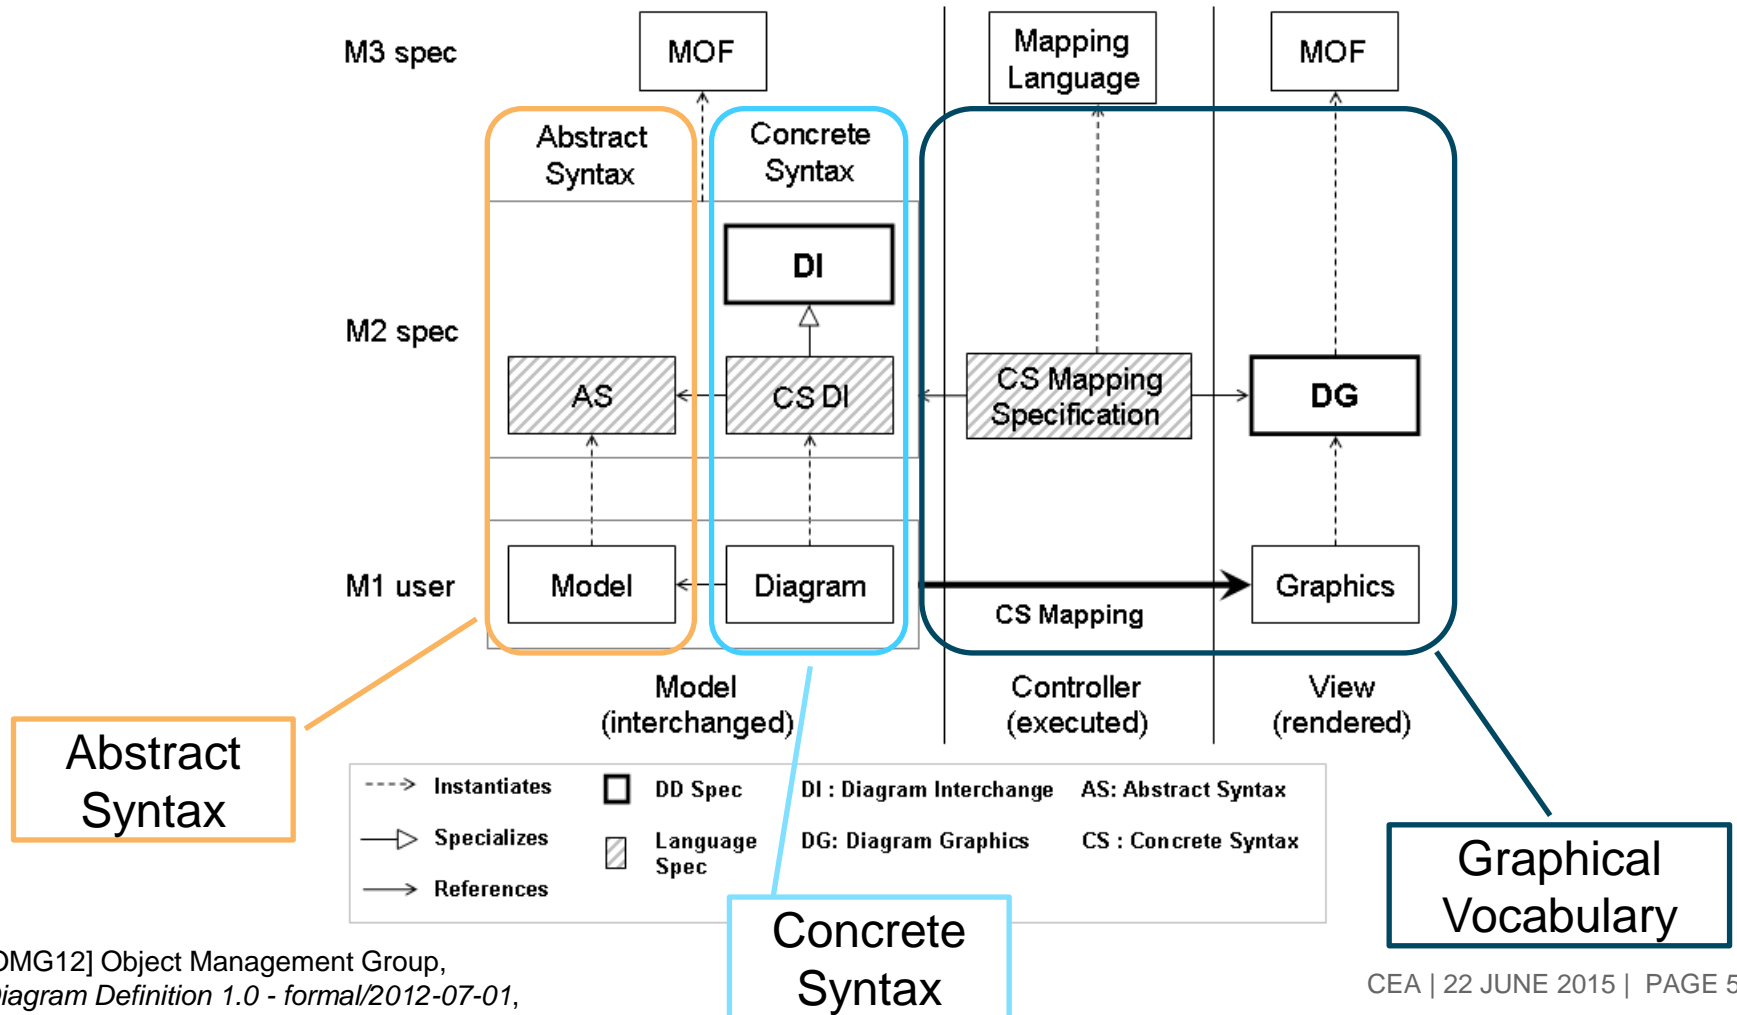 M3 spec
MOF
Mapping
Language
MOF
Abstract
Syntax
Concrete
Syntax
DI
M2 spec
AS
CS DI
CS Mapping
Specification
DG
M1 user
Model
Diagram
CS Mapping
Graphics
Model
(interchanged)
Controller
(executed)
View
(rendered)
Abstract
Syntax
Instantiates
DD Spec
DI : Diagram Interchange
AS: Abstract Syntax
Specializes
Language
Spec
DG: Diagram Graphics
CS : Concrete Syntax
References
Graphical
Vocabulary
Concrete
Syntax
OMG12] Object Management Group,
Diagram Definition 1.0 - formal/2012-07-01,
CEA | 22 JUNE 2015 | PAGE 5